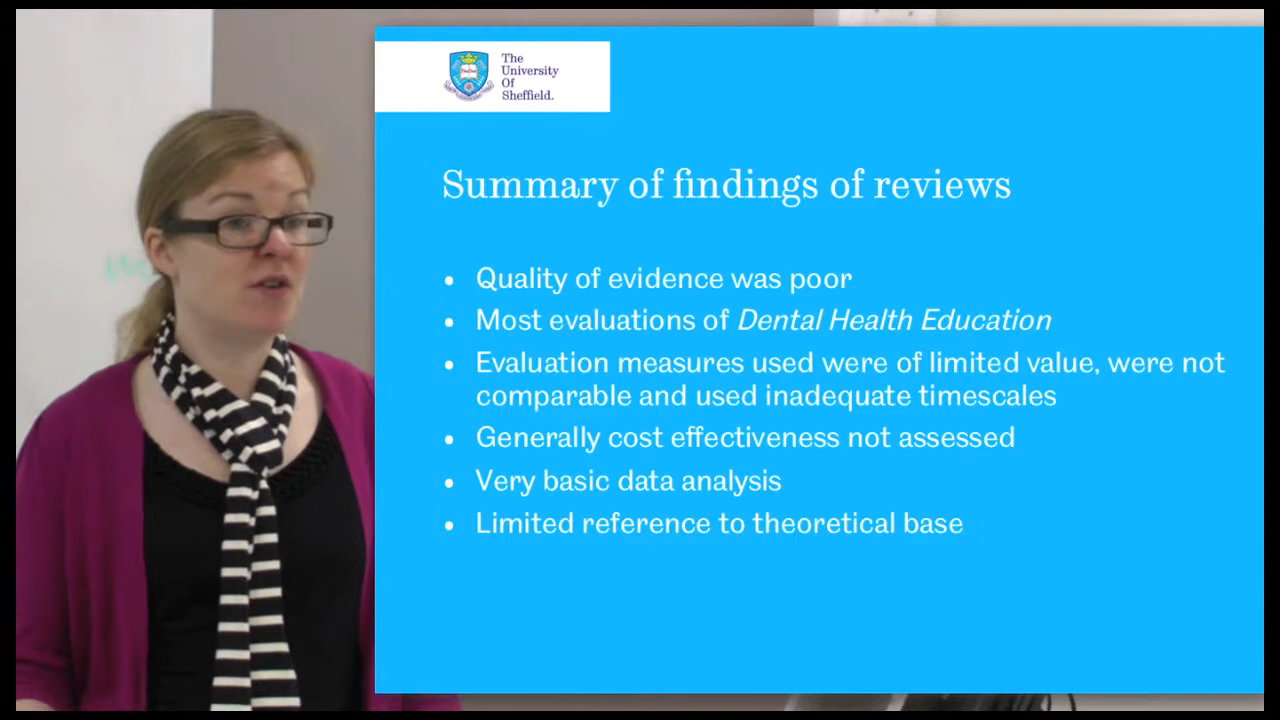 The
University
Of
Sheffield.
Summary of findings of reviews
• Quality of evidence was poor
• Most evaluations of Dental Health Education
• Evaluation measures used were of limited value, were not
comparable and used inadequate timescales
• Generally cost effectiveness not assessed
• Very basic data analysis
• Limited reference to theoretical base